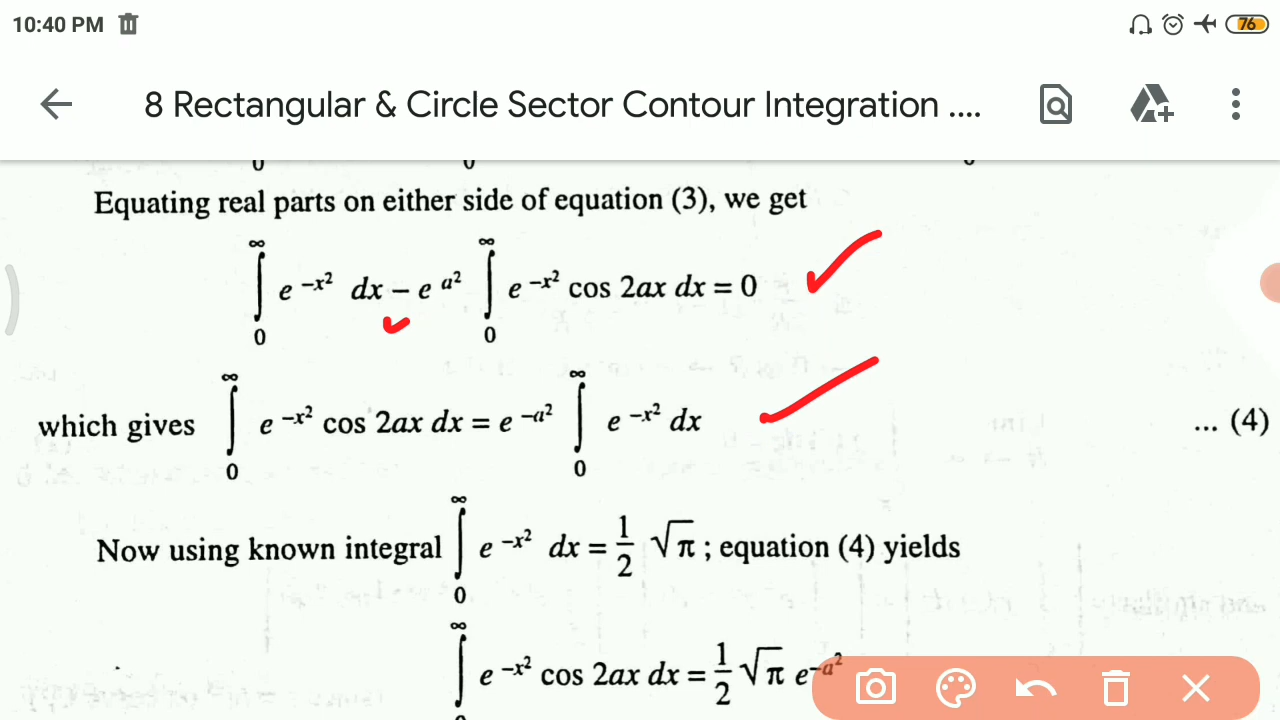 10:40 PM 76
8 Rectangular & Circle Sector Contour Integration ....
0 0 0
Equating real parts on either side of equation (3), we get
∫₀^∞ e^{-x²} dx – e^{a²} ∫₀^∞ e^{-x²} cos 2ax dx = 0
which gives ∫₀^∞ e^{-x²} cos 2ax dx = e^{-a²} ∫₀^∞ e^{-x²} dx ... (4)
Now using known integral ∫₀^∞ e^{-x²} dx = 1/2 √π ; equation (4) yields
∫₀^∞ e^{-x²} cos 2ax dx = 1/2 √π e^{-a²}